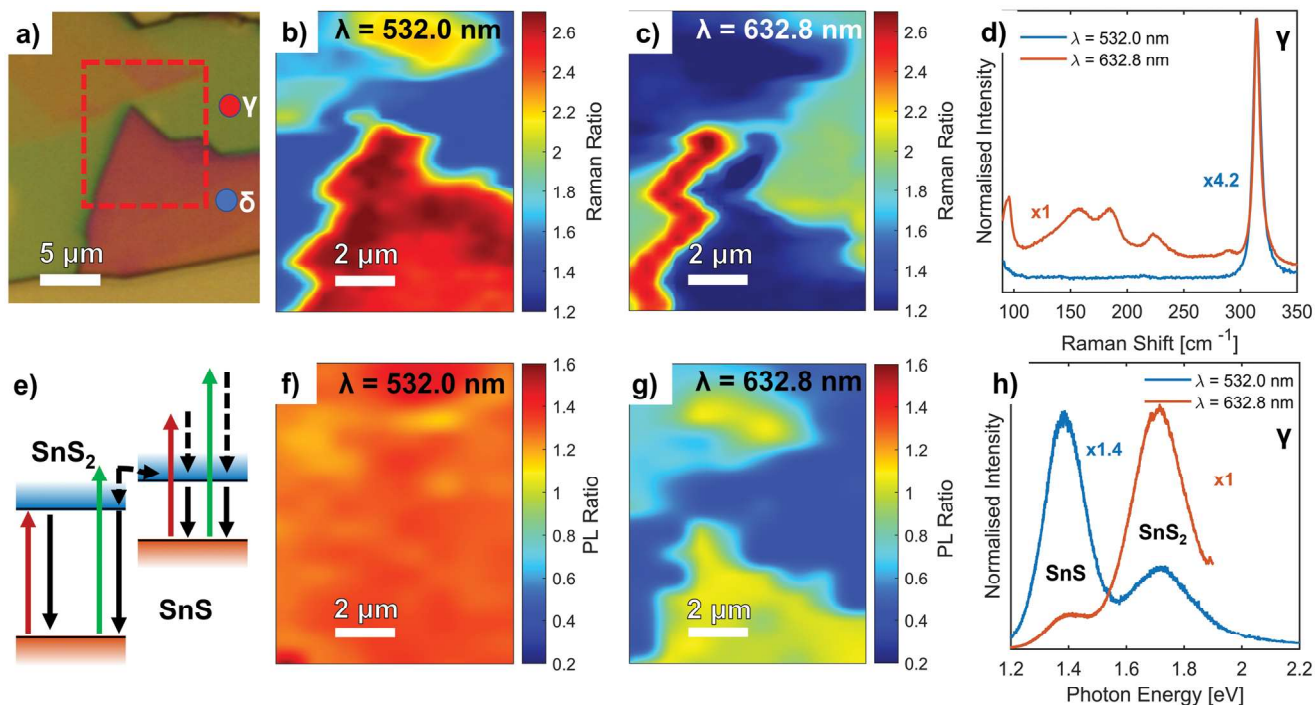 a)
γ
δ
5 μm
b)
λ = 532.0 nm
2 μm
2.6
2.4
2.2
2
1.8
1.6
1.4
1.2
Raman Ratio
c)
λ = 632.8 nm
2 μm
2.6
2.4
2.2
2
1.8
1.6
1.4
1.2
Raman Ratio
d)
λ = 532.0 nm
λ = 632.8 nm
γ
x4.2
x1
Normalised Intensity
100 150 200 250 300 350
Raman Shift [cm⁻¹]
e)
SnS₂
SnS
f)
λ = 532.0 nm
2 μm
1.6
1.4
1.2
1
0.8
0.6
0.4
0.2
PL Ratio
g)
λ = 632.8 nm
2 μm
1.6
1.4
1.2
1
0.8
0.6
0.4
0.2
PL Ratio
h)
λ = 532.0 nm
λ = 632.8 nm
γ
x1.4
x1
SnS₂
SnS
Normalised Intensity
1.2 1.4 1.6 1.8 2 2.2
Photon Energy [eV]